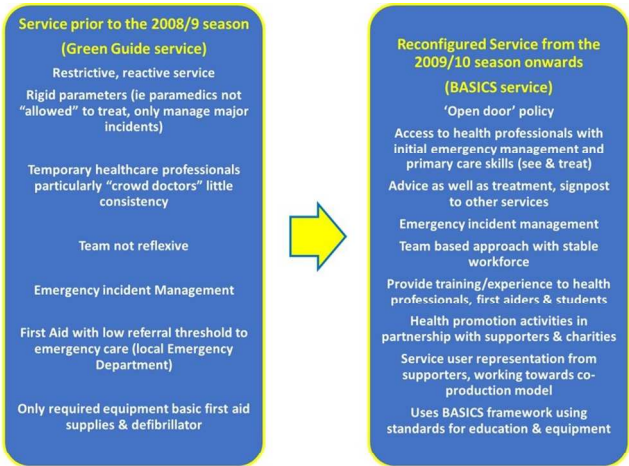 Service prior to the 2008/9 season
(Green Guide service)
Restrictive, reactive service
Rigid parameters (ie paramedics not
“allowed” to treat, only manage major
incidents)
Temporary healthcare professionals
particularly “crowd doctors” little
consistency
Team not reflexive
Emergency incident Management
First Aid with low referral threshold to
emergency care (local Emergency
Department)
Only required equipment basic first aid
supplies & defibrillator
Reconfigured Service from the
2009/10 season onwards
(BASICS service)
‘Open door’ policy
Access to health professionals with
initial emergency management and
primary care skills (see & treat)
Advice as well as treatment, signpost
to other services
Emergency incident management
Team based approach with stable
workforce
Provide training/experience to health
professionals, first aiders & students
Health promotion activities in
partnership with supporters & charities
Service user representation from
supporters, working towards co-
production model
Uses BASICS framework using
standards for education & equipment